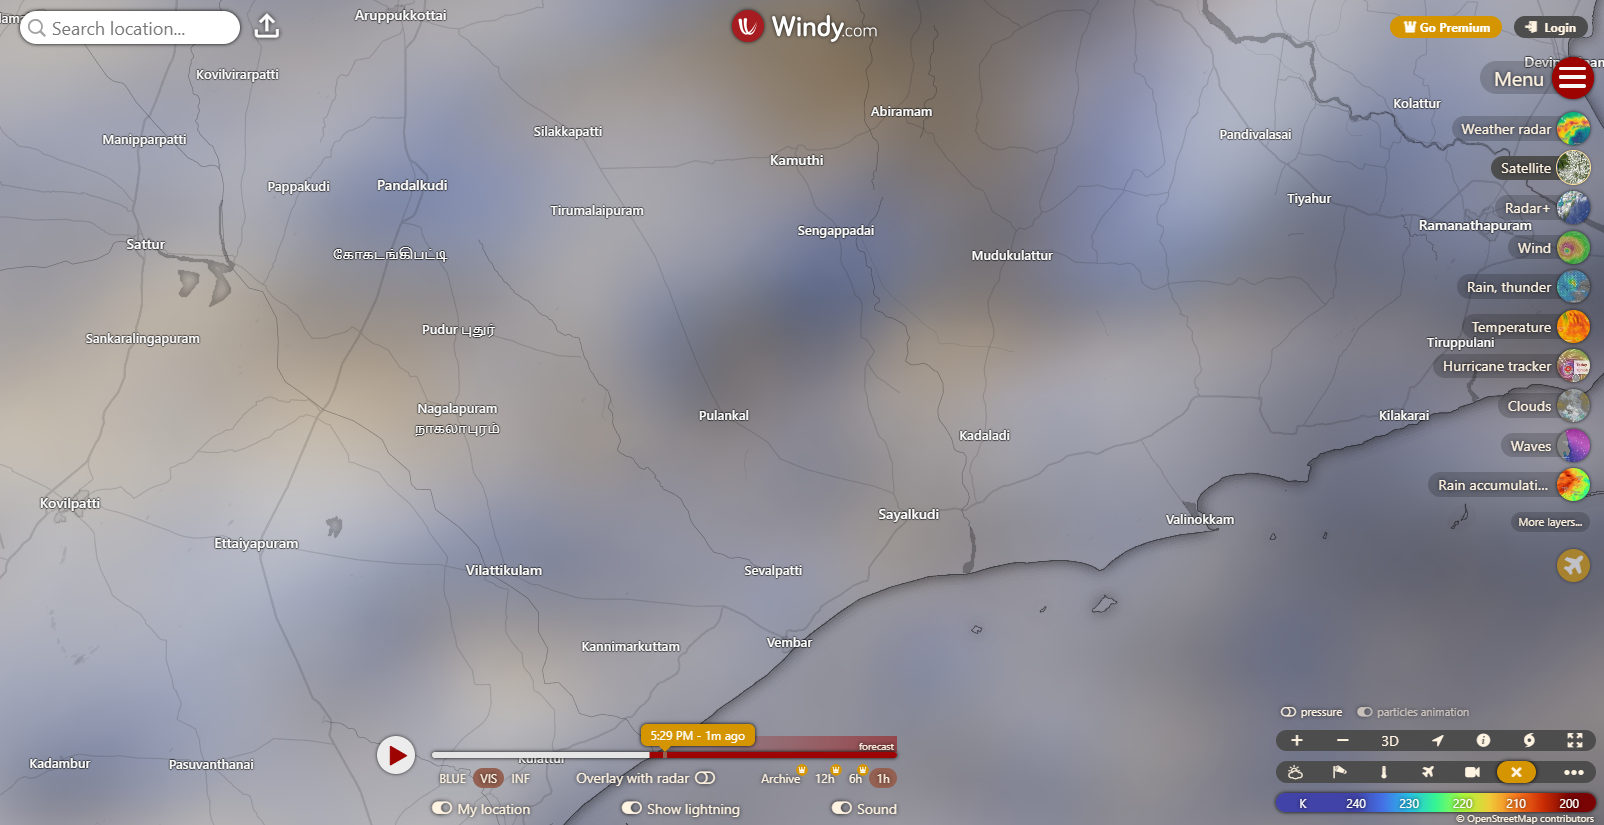 Aruppukkottai
Search location...
Windy.com
Go Premium
Login
Menu
Kovilvirarpatti
Kolattur
Abiramam
Weather radar
Silakkapatti
Pandivalasai
Manipparpatti
Kamuthi
Satellite
Pappakudi
Pandalkudi
Tiyahur
Radar+
Tirumalaipuram
Ramanathapuram
Sengappadai
Sattur
கோகடங்கிபட்டி
Mudukulattur
Wind
Rain, thunder
Pudur புதுர்
Temperature
Sankaralingapuram
Tiruppulani
Hurricane tracker
Nagalapuram
நாகலாபுரம்
Clouds
Pulankal
Kilakarai
Kadaladi
Waves
Rain accumulati...
Kovilpatti
Sayalkudi
Valinokkam
More layers...
Ettaiyapuram
Vilattikulam
Sevalpatti
Kannimarkuttam
Vembar
pressure
particles animation
5:29 PM - 1m ago
forecast
3D
Kadambur
Pasuvanthanai
Kulattur
BLUE VIS INF
Overlay with radar
Archive 12h 6h 1h
My location
Show lightning
Sound
K 240 230 220 210 200
© OpenStreetMap contributors